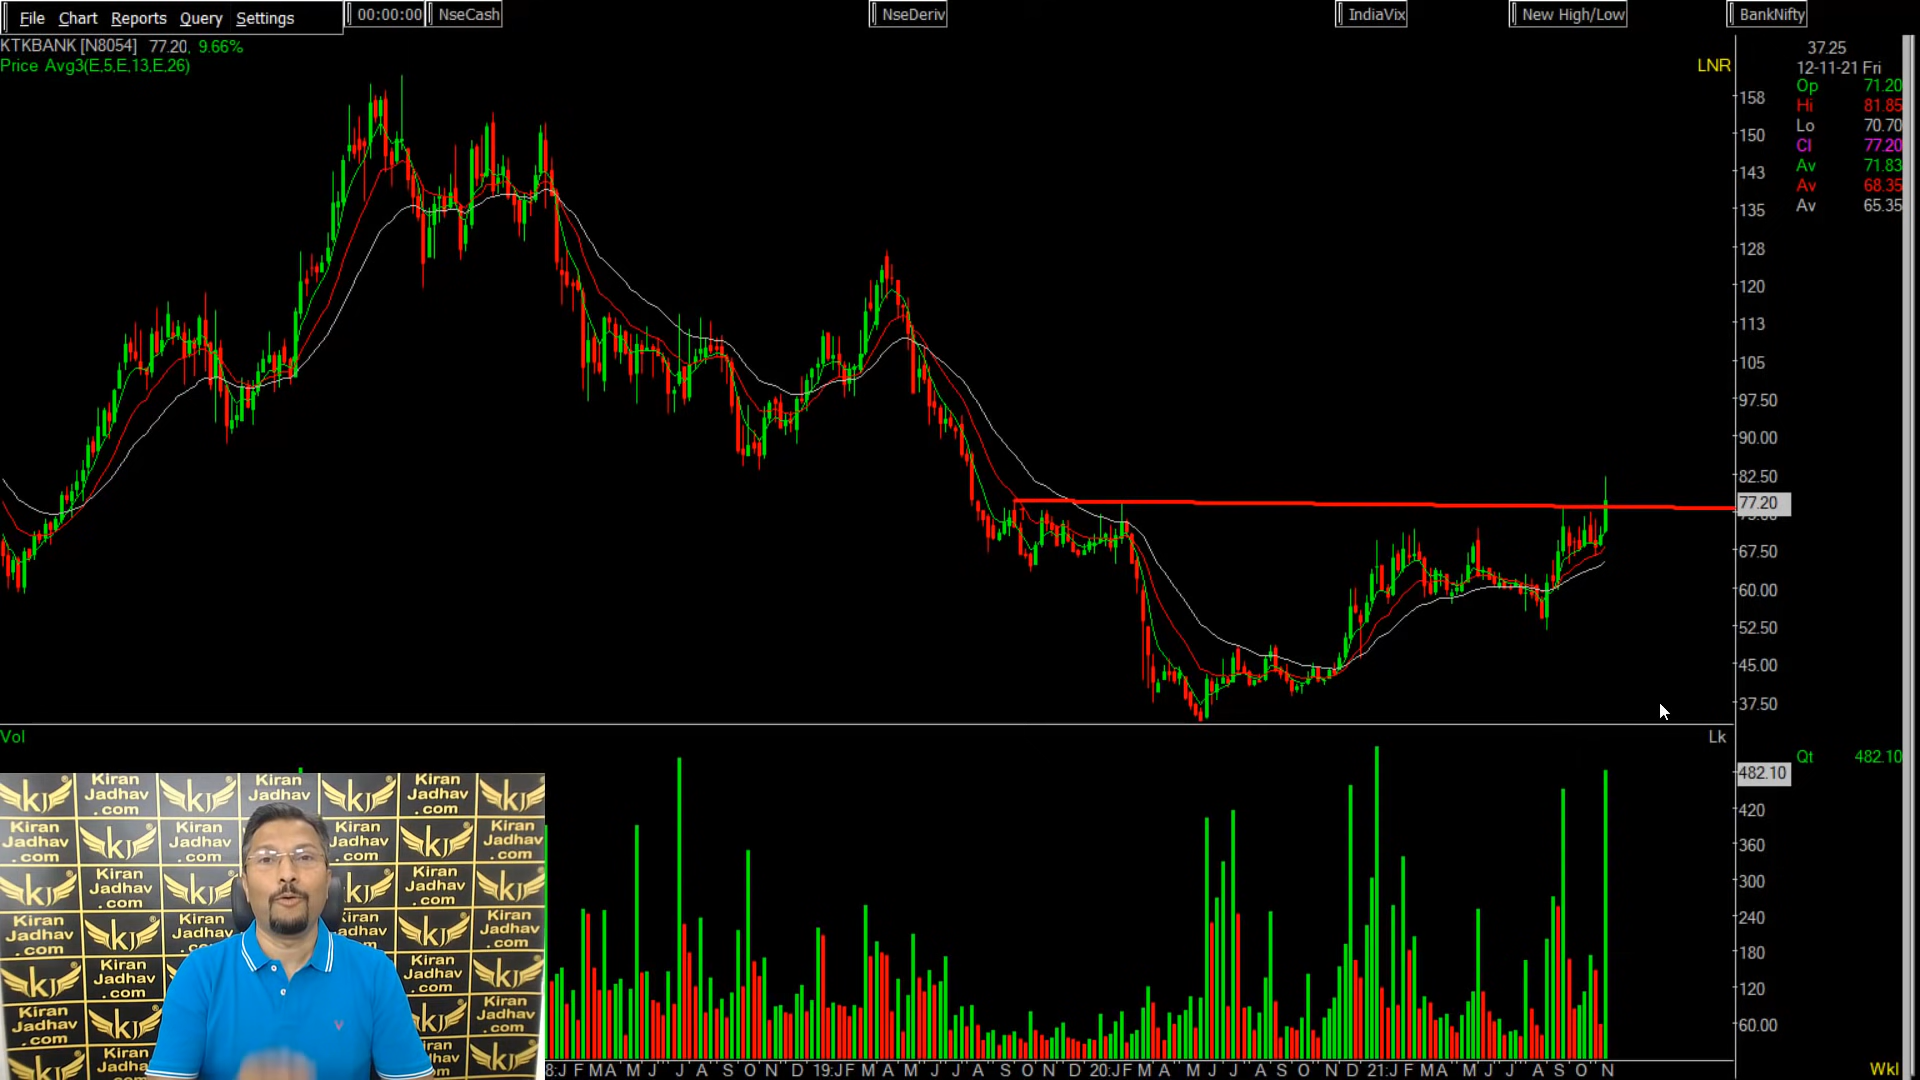 File Chart Reports Query Settings 00:00:00 NseCash NseDeriv IndiaVix New High/Low BankNifty
KTKBANK [N8054] 77.20, 9.66%
Price Avg3(E,5,E,13,E,26)
LNR
158
150
143
135
128
120
113
105
97.50
90.00
82.50
77.20
67.50
60.00
52.50
45.00
37.50
37.25
12-11-21 Fri
Op 71.20
Hi 81.85
Lo 70.70
Cl 77.20
Av 71.83
Av 68.35
Av 65.35
Vol
Lk
Qt 482.10
482.10
420
360
300
240
180
120
60.00
8:J F M A M J J A S O N D 19:J F M A M J J A S O N D 20:J F M A M J J A S O N D 21:J F M A M J J A S O N
Wkl
KJ
Kiran
Jadhav
.com